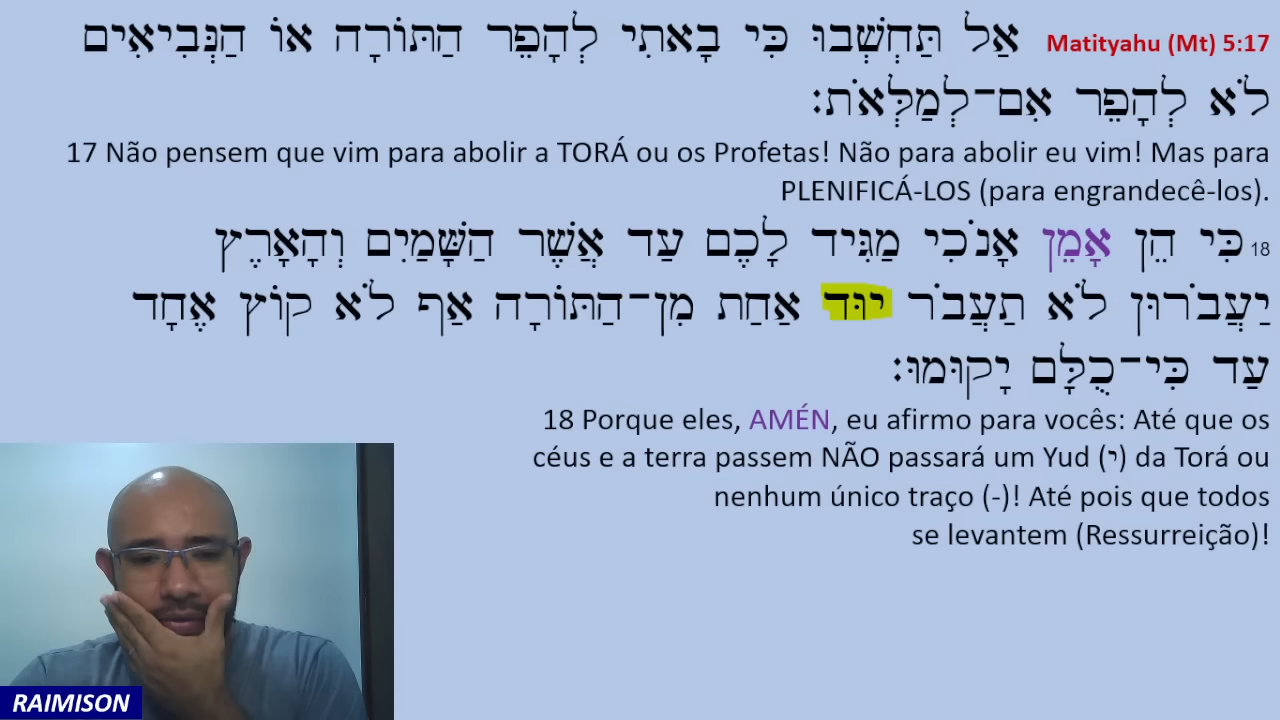 Matityahu (Mt) 5:17 אַל תַּחְשְׁבוּ כִּי בָאתִי לְהָפֵר הַתּוֹרָה אוֹ הַנְּבִיאִים
לֹא לְהָפֵר אִם־לְמַלְּאֹת׃
17 Não pensem que vim para abolir a TORÁ ou os Profetas! Não para abolir eu vim! Mas para
PLENIFICÁ-LOS (para engrandecê-los).
18 כִּי הֵן אָמֵן אָנֹכִי מַגִּיד לָכֶם עַד אֲשֶׁר הַשָּׁמַיִם וְהָאָרֶץ
יַעֲבֹרוּן לֹא תַעֲבֹר יוּד אַחַת מִן־הַתּוֹרָה אַף לֹא קוֹץ אֶחָד
עַד כִּי־כֻלָּם יָקוּמוּ׃
18 Porque eles, AMÉN, eu afirmo para vocês: Até que os
céus e a terra passem NÃO passará um Yud (י) da Torá ou
nenhum único traço (-)! Até pois que todos
se levantem (Ressurreição)!
RAIMISON